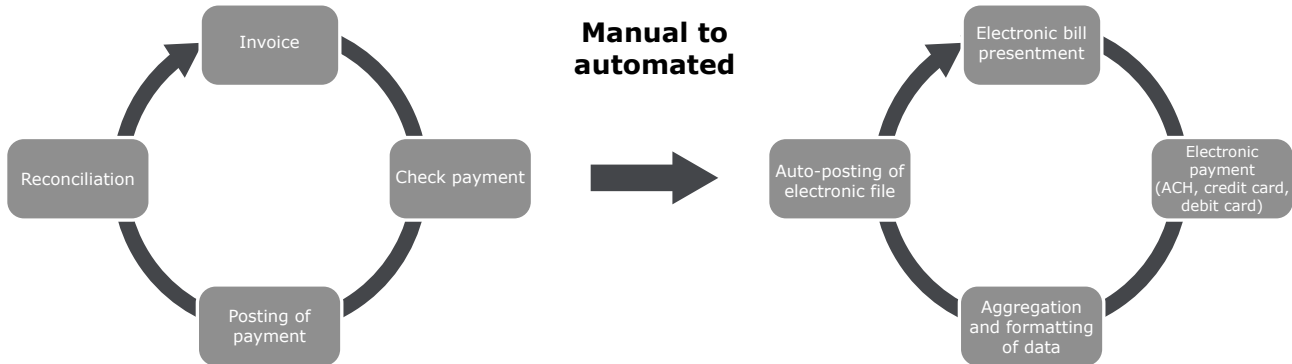 Invoice
Check payment
Posting of
payment
Reconciliation
Manual to
automated
Electronic bill
presentment
Electronic
payment
(ACH, credit card,
debit card)
Aggregation
and formatting
of data
Auto-posting of
electronic file